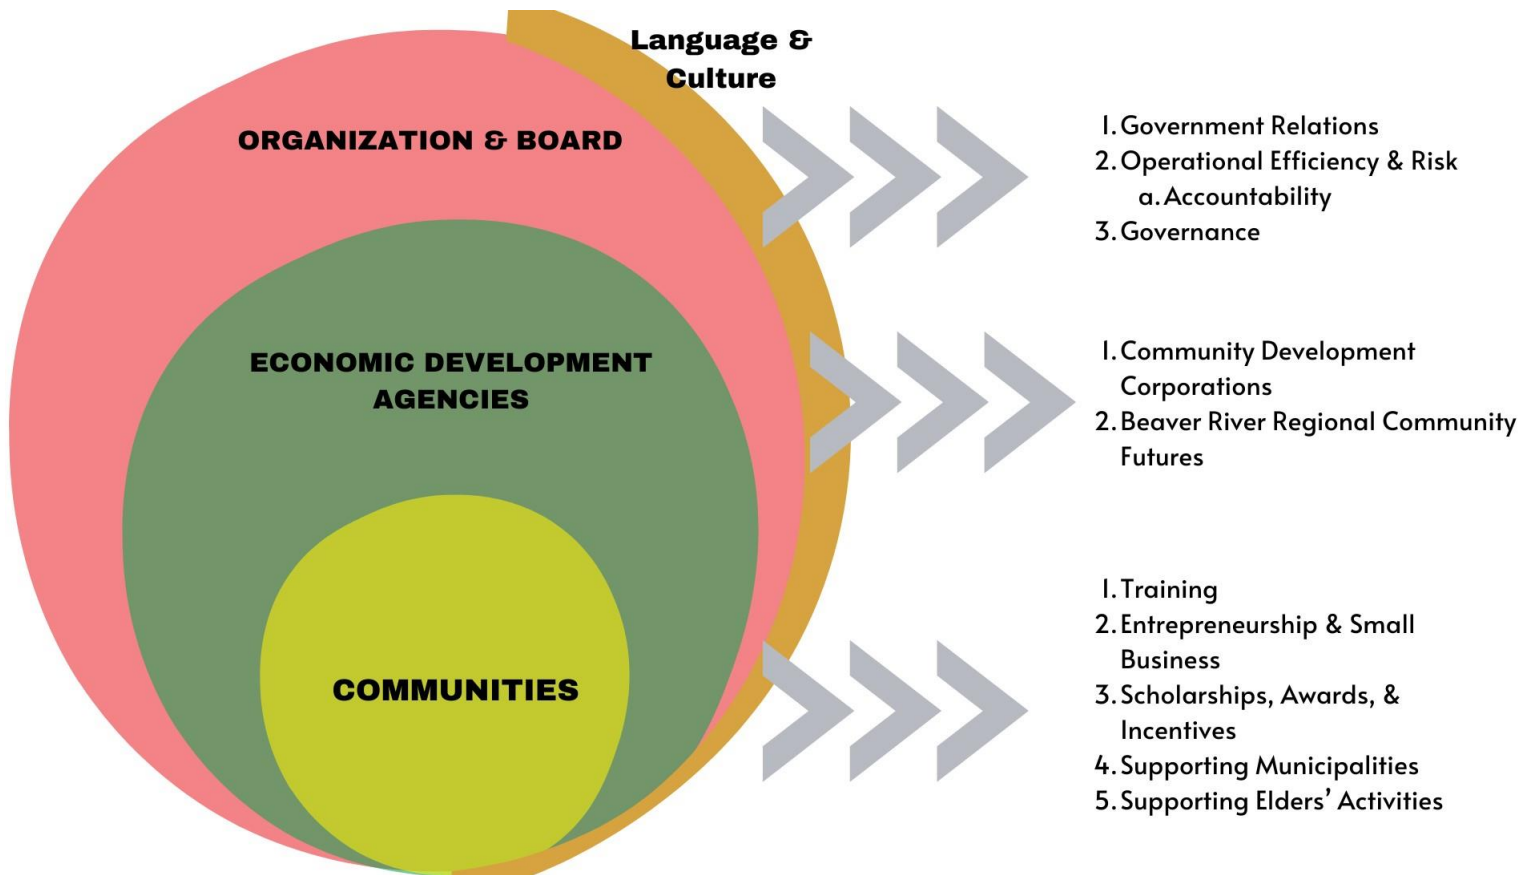 Language &
Culture
ORGANIZATION & BOARD
1. Government Relations
2. Operational Efficiency & Risk
a. Accountability
3. Governance
ECONOMIC DEVELOPMENT
AGENCIES
1. Community Development
Corporations
2. Beaver River Regional Community
Futures
COMMUNITIES
1. Training
2. Entrepreneurship & Small
Business
3. Scholarships, Awards, &
Incentives
4. Supporting Municipalities
5. Supporting Elders’ Activities